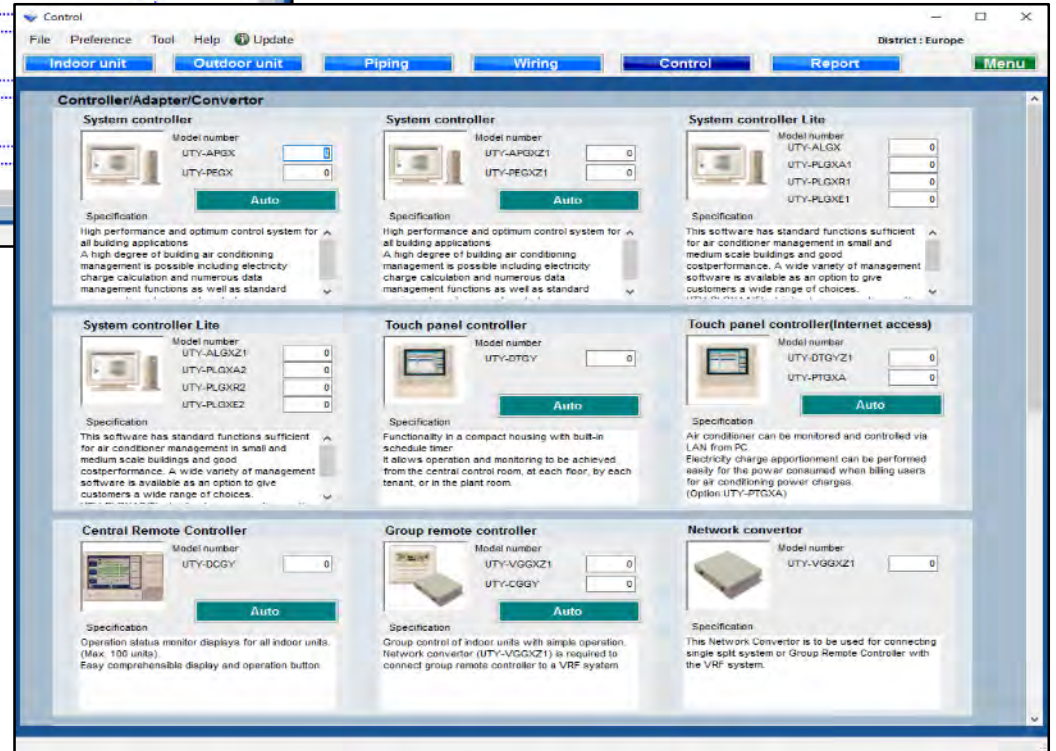 Control
File Preference Tool Help Update District : Europe
Indoor unit Outdoor unit Piping Wiring Control Report Menu
Controller/Adapter/Convertor
System controller
Model number
UTY-APGX
UTY-PEGX 0
Auto
Specification
High performance and optimum control system for
all building applications
A high degree of building air conditioning
management is possible including electricity
charge calculation and numerous data
management functions as well as standard
System controller
Model number
UTY-APGXZ1 0
UTY-PEGXZ1 0
Auto
Specification
High performance and optimum control system for
all building applications
A high degree of building air conditioning
management is possible including electricity
charge calculation and numerous data
management functions as well as standard
System controller Lite
Model number
UTY-ALGX 0
UTY-PLGXA1 0
UTY-PLGXR1 0
UTY-PLGXE1 0
Specification
This software has standard functions sufficient
for air conditioner management in small and
medium scale buildings and good
costperformance. A wide variety of management
software is available as an option to give
customers a wide range of choices.
System controller Lite
Model number
UTY-ALGXZ1 0
UTY-PLGXA2 0
UTY-PLGXR2 0
UTY-PLGXE2 0
Specification
This software has standard functions sufficient
for air conditioner management in small and
medium scale buildings and good
costperformance. A wide variety of management
software is available as an option to give
customers a wide range of choices.
Touch panel controller
Model number
UTY-DTGY 0
Auto
Specification
Functionality in a compact housing with built-in
schedule timer
It allows operation and monitoring to be achieved
from the central control room, at each floor, by each
tenant, or in the plant room.
Touch panel controller(Internet access)
Model number
UTY-DTGYZ1 0
UTY-PTGXA 0
Auto
Specification
Air conditioner can be monitored and controlled via
LAN from PC.
Electricity charge apportionment can be performed
easily for the power consumed when billing users
for air conditioning power charges.
(Option UTY-PTGXA)
Central Remote Controller
Model number
UTY-DCGY 0
Auto
Specification
Operation status monitor displays for all indoor units.
(Max. 100 units).
Easy comprehensible display and operation button
Group remote controller
Model number
UTY-VGGXZ1 0
UTY-CGGY 0
Auto
Specification
Group control of indoor units with simple operation.
Network convertor (UTY-VGGXZ1) is required to
connect group remote controller to a VRF system
Network convertor
Model number
UTY-VGGXZ1 0
Specification
This Network Convertor is to be used for connecting
single split system or Group Remote Controller with
the VRF system.